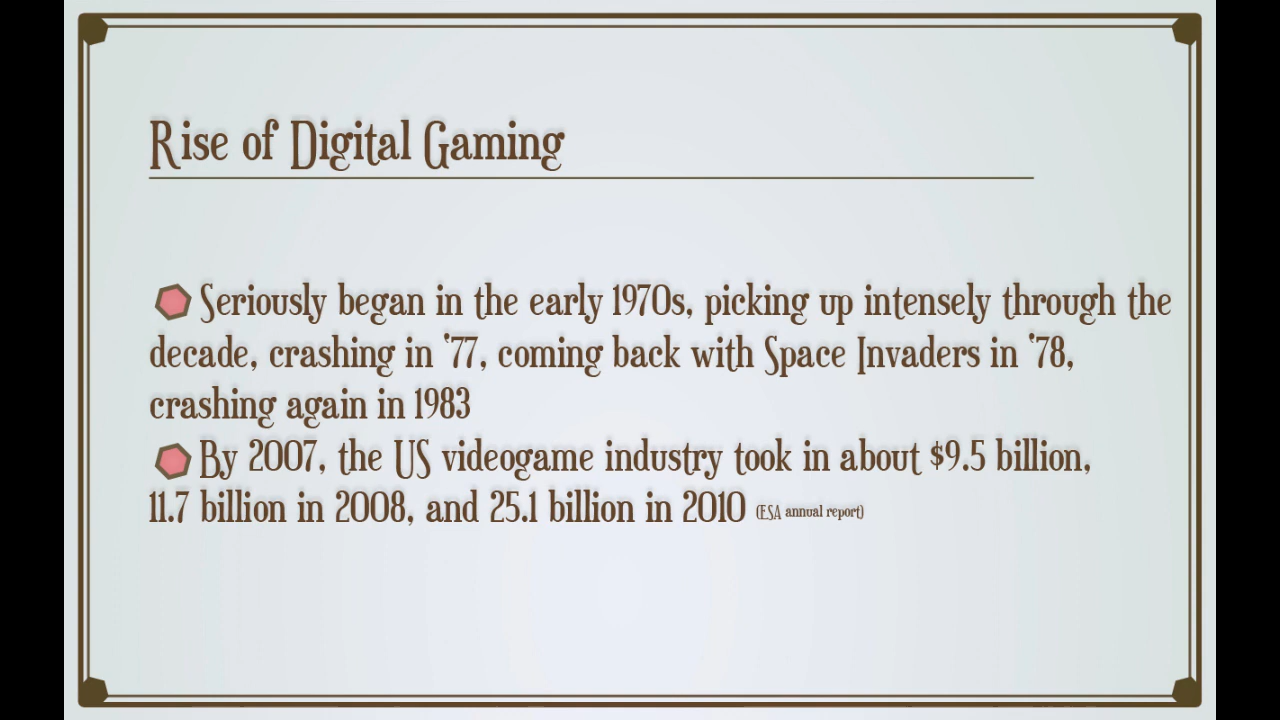 Rise of Digital Gaming
Seriously began in the early 1970s, picking up intensely through the
decade, crashing in ‘77, coming back with Space Invaders in ‘78,
crashing again in 1983
By 2007, the US videogame industry took in about $9.5 billion,
11.7 billion in 2008, and 25.1 billion in 2010 (ESA annual report)